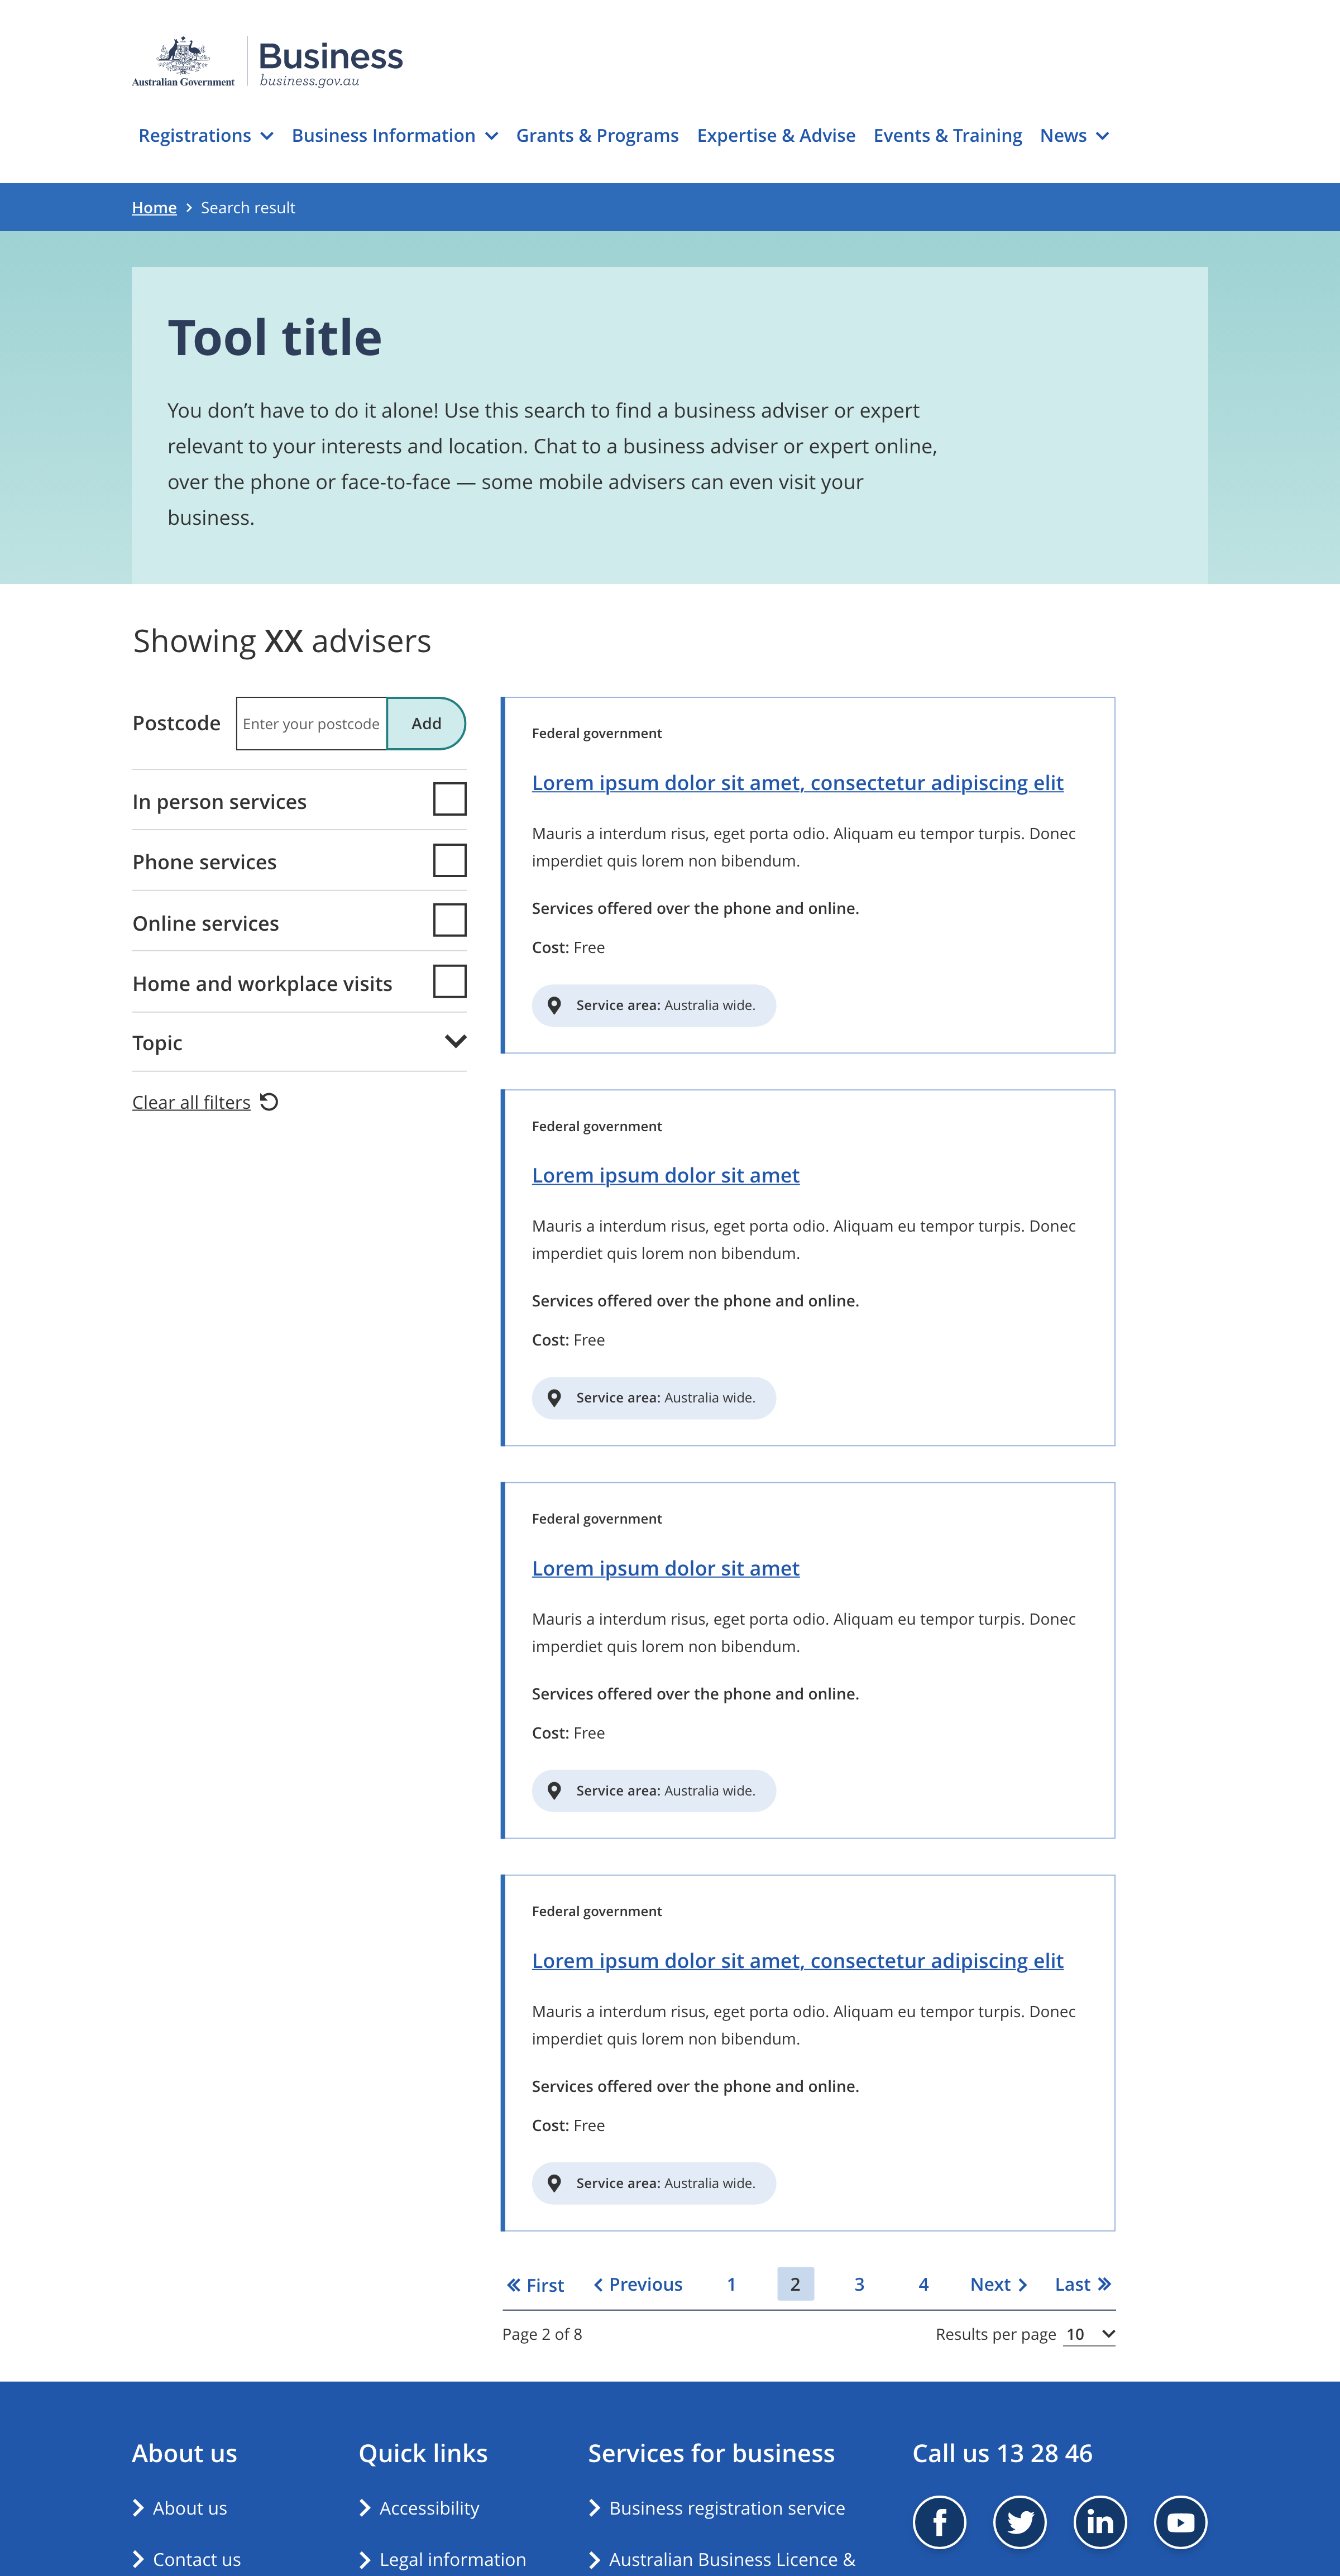 Australian Government
Business
business.gov.au
Registrations Business Information Grants & Programs Expertise & Advise Events & Training News
Home Search result
Tool title
You don’t have to do it alone! Use this search to find a business adviser or expert
relevant to your interests and location. Chat to a business adviser or expert online,
over the phone or face-to-face — some mobile advisers can even visit your
business.
Showing XX advisers
Postcode Enter your postcode Add
In person services
Phone services
Online services
Home and workplace visits
Topic
Clear all filters
Federal government
Lorem ipsum dolor sit amet, consectetur adipiscing elit
Mauris a interdum risus, eget porta odio. Aliquam eu tempor turpis. Donec
imperdiet quis lorem non bibendum.
Services offered over the phone and online.
Cost: Free
Service area: Australia wide.
Federal government
Lorem ipsum dolor sit amet
Mauris a interdum risus, eget porta odio. Aliquam eu tempor turpis. Donec
imperdiet quis lorem non bibendum.
Services offered over the phone and online.
Cost: Free
Service area: Australia wide.
Federal government
Lorem ipsum dolor sit amet
Mauris a interdum risus, eget porta odio. Aliquam eu tempor turpis. Donec
imperdiet quis lorem non bibendum.
Services offered over the phone and online.
Cost: Free
Service area: Australia wide.
Federal government
Lorem ipsum dolor sit amet, consectetur adipiscing elit
Mauris a interdum risus, eget porta odio. Aliquam eu tempor turpis. Donec
imperdiet quis lorem non bibendum.
Services offered over the phone and online.
Cost: Free
Service area: Australia wide.
First Previous 1 2 3 4 Next Last
Page 2 of 8 Results per page 10
About us
About us
Contact us
Quick links
Accessibility
Legal information
Services for business
Business registration service
Australian Business Licence &
Call us 13 28 46